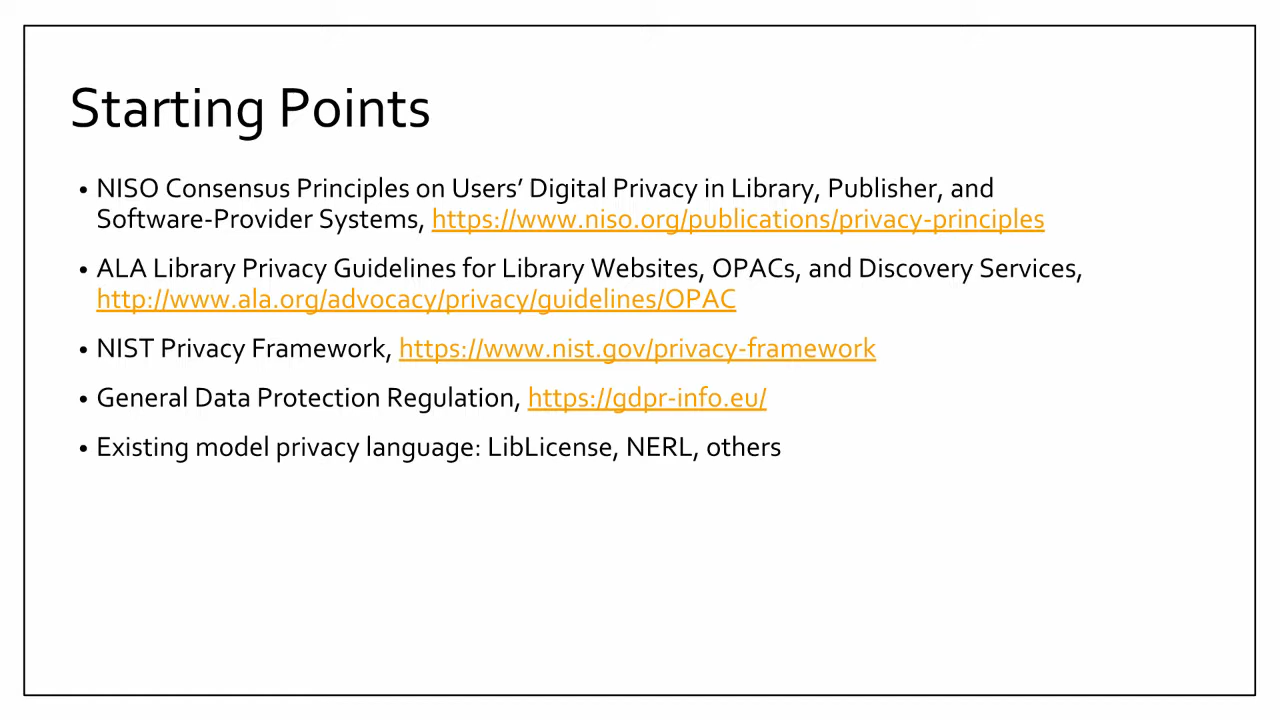 Starting Points
• NISO Consensus Principles on Users’ Digital Privacy in Library, Publisher, and
Software-Provider Systems, https://www.niso.org/publications/privacy-principles
• ALA Library Privacy Guidelines for Library Websites, OPACs, and Discovery Services,
http://www.ala.org/advocacy/privacy/guidelines/OPAC
• NIST Privacy Framework, https://www.nist.gov/privacy-framework
• General Data Protection Regulation, https://gdpr-info.eu/
• Existing model privacy language: LibLicense, NERL, others